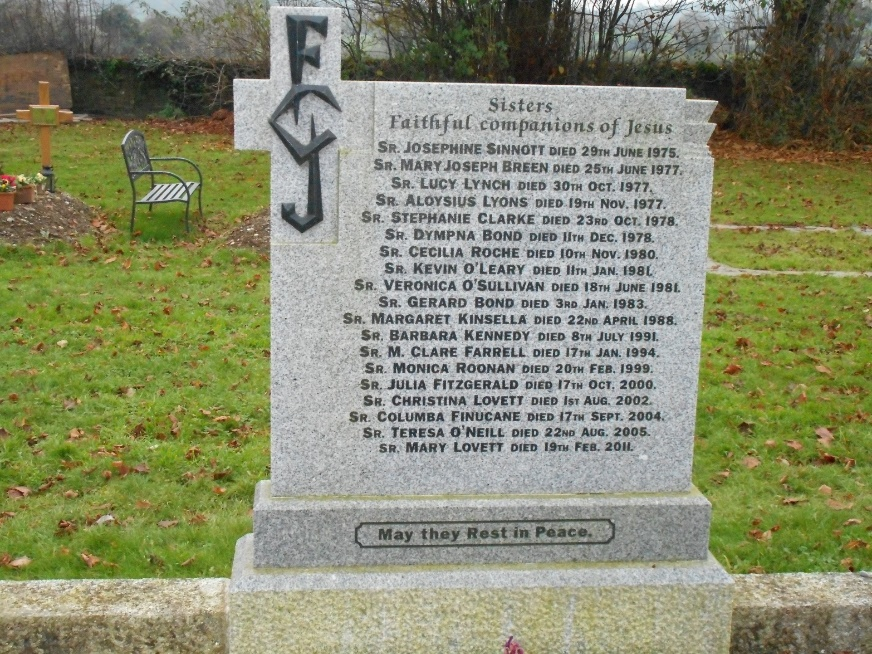 FCJ
Sisters
Faithful companions of Jesus
Sr. Josephine Sinnott died 29th June 1975.
Sr. Mary Joseph Breen died 25th June 1977.
Sr. Lucy Lynch died 30th Oct. 1977.
Sr. Aloysius Lyons died 19th Nov. 1977.
Sr. Stephanie Clarke died 23rd Oct. 1978.
Sr. Dympna Bond died 11th Dec. 1978.
Sr. Cecilia Roche died 10th Nov. 1980.
Sr. Kevin O'Leary died 11th Jan. 1981.
Sr. Veronica O'Sullivan died 18th June 1981.
Sr. Gerard Bond died 3rd Jan. 1983.
Sr. Margaret Kinsella died 22nd April 1988.
Sr. Barbara Kennedy died 8th July 1991.
Sr. M. Clare Farrell died 17th Jan. 1994.
Sr. Monica Roonan died 20th Feb. 1999.
Sr. Julia Fitzgerald died 17th Oct. 2000.
Sr. Christina Lovett died 1st Aug. 2002.
Sr. Columba Finucane died 17th Sept. 2004.
Sr. Teresa O'Neill died 22nd Aug. 2005.
Sr. Mary Lovett died 19th Feb. 2011.
May they Rest in Peace.